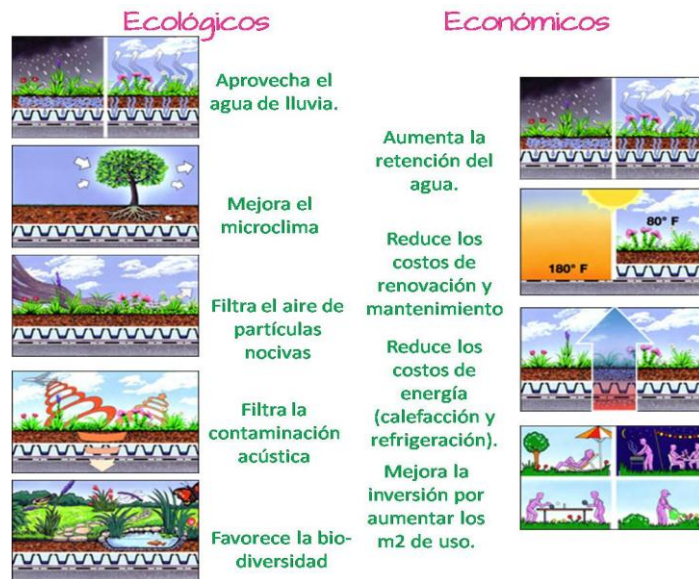 Ecológicos
Aprovecha el
agua de lluvia.
Mejora el
microclima
Filtra el aire de
partículas
nocivas
Filtra la
contaminación
acústica
Favorece la bio-
diversidad
Económicos
Aumenta la
retención del
agua.
Reduce los
costos de
renovación y
mantenimiento
Reduce los
costos de
energía
(calefacción y
refrigeración).
Mejora la
inversión por
aumentar los
m2 de uso.
180° F
80° F